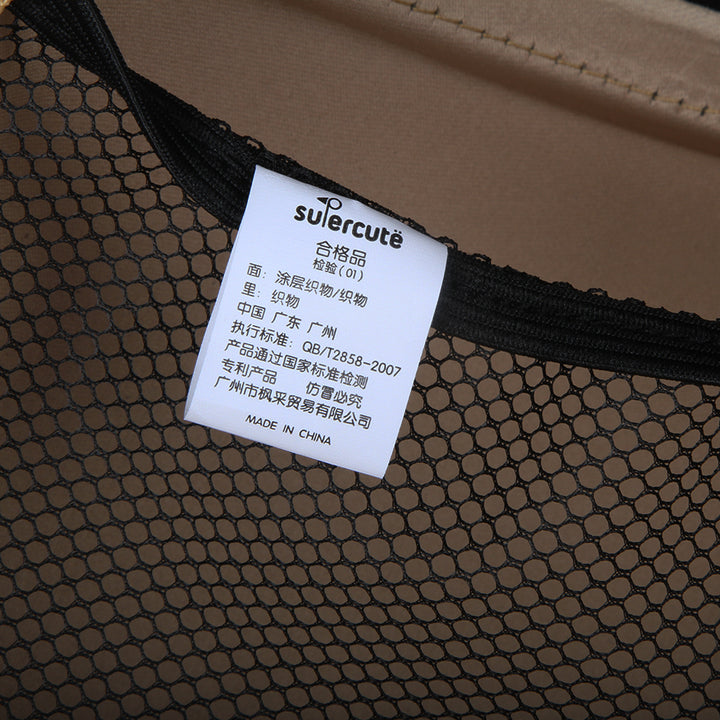 supercutë
合格品
检验(01)
面：涂层织物/织物
里：织物
中国 广东 广州
执行标准：QB/T2858-2007
产品通过国家标准检测
专利产品 仿冒必究
广州市枫采贸易有限公司
MADE IN CHINA